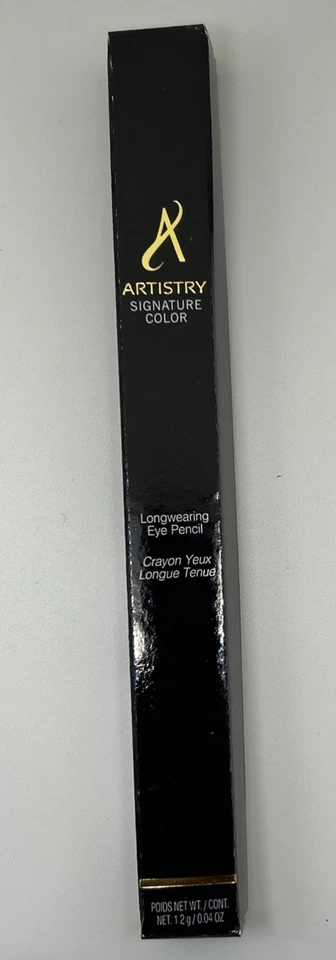 A
ARTISTRY
SIGNATURE
COLOR
Longwearing
Eye Pencil
Crayon Yeux
Longue Tenue
POIDS NET WT. / CONT.
NET. 1.2 g / 0.04 OZ